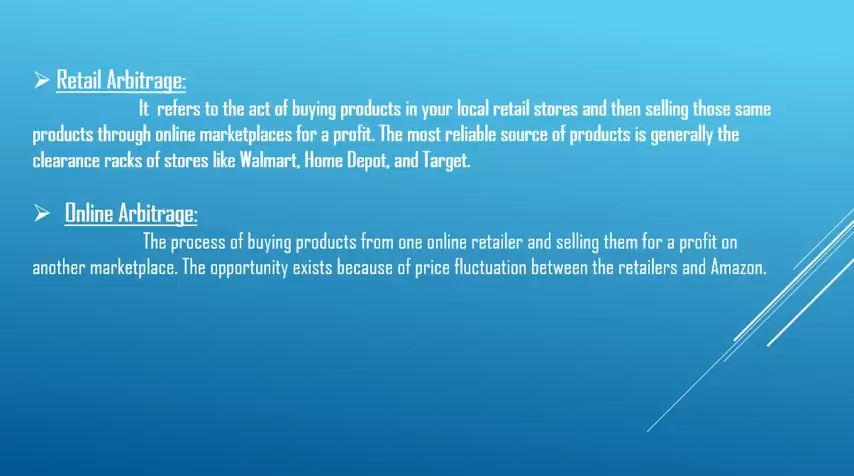 Retail Arbitrage:
It refers to the act of buying products in your local retail stores and then selling those same
products through online marketplaces for a profit. The most reliable source of products is generally the
clearance racks of stores like Walmart, Home Depot, and Target.
Online Arbitrage:
The process of buying products from one online retailer and selling them for a profit on
another marketplace. The opportunity exists because of price fluctuation between the retailers and Amazon.